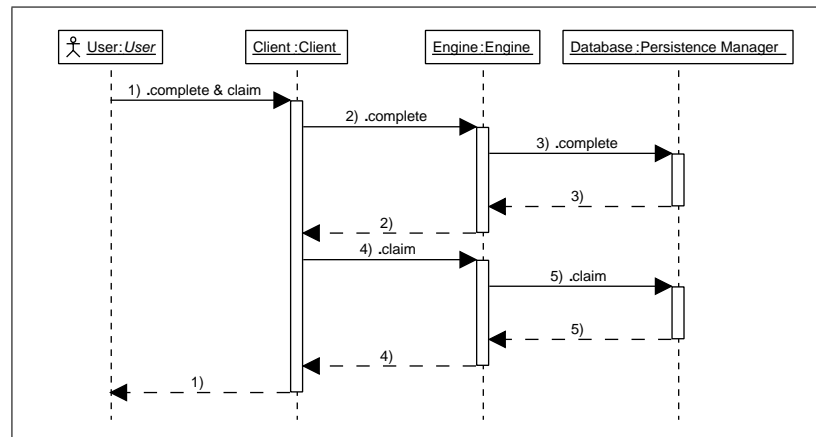 User:User
Client :Client
Engine:Engine
Database :Persistence Manager
1) .complete & claim
2) .complete
3) .complete
3)
2)
4) .claim
5) .claim
5)
4)
1)